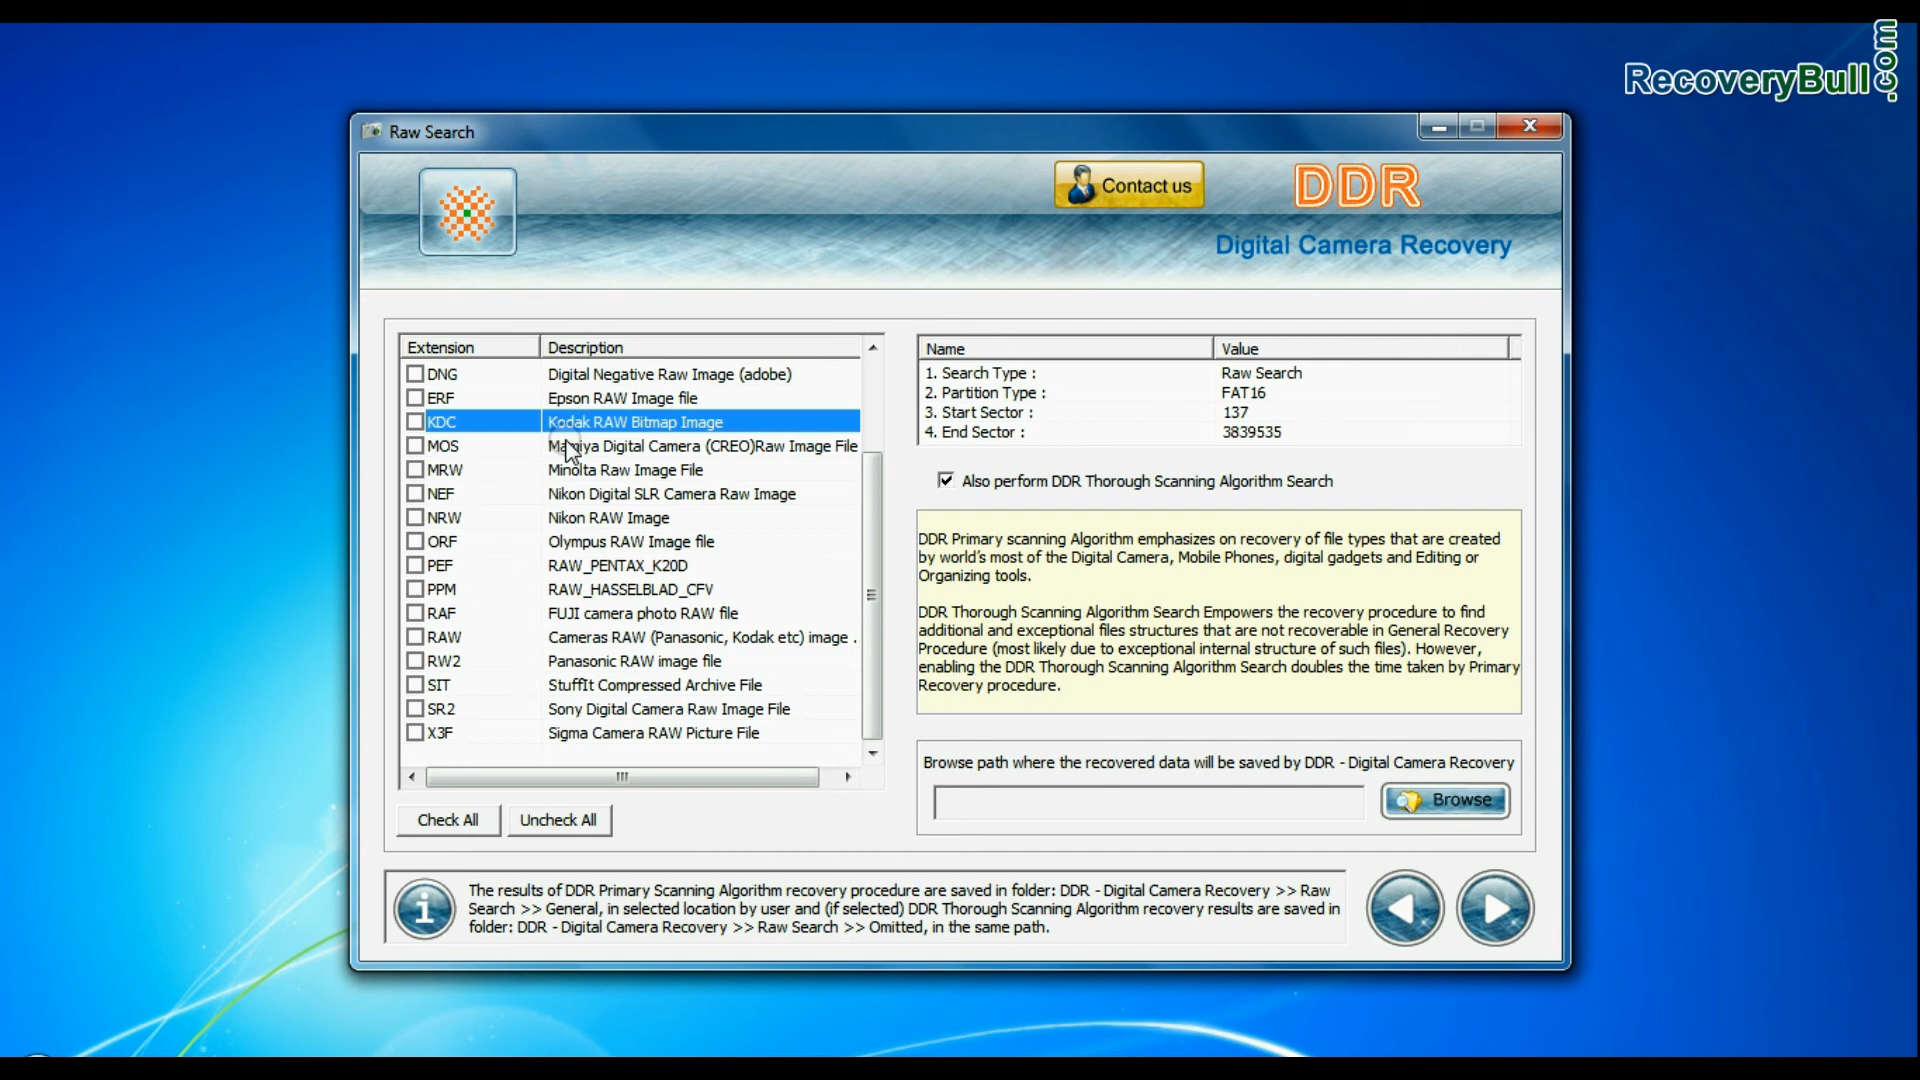 RecoveryBull.com
Raw Search
Contact us
DDR
Digital Camera Recovery
Extension Description
DNG Digital Negative Raw Image (adobe)
ERF Epson RAW Image file
KDC Kodak RAW Bitmap Image
MOS Mamiya Digital Camera (CREO)Raw Image File
MRW Minolta Raw Image File
NEF Nikon Digital SLR Camera Raw Image
NRW Nikon RAW Image
ORF Olympus RAW Image file
PEF RAW_PENTAX_K20D
PPM RAW_HASSELBLAD_CFV
RAF FUJI camera photo RAW file
RAW Cameras RAW (Panasonic, Kodak etc) image .
RW2 Panasonic RAW image file
SIT StuffIt Compressed Archive File
SR2 Sony Digital Camera Raw Image File
X3F Sigma Camera RAW Picture File
Check All
Uncheck All
Name Value
1. Search Type : Raw Search
2. Partition Type : FAT16
3. Start Sector : 137
4. End Sector : 3839535
Also perform DDR Thorough Scanning Algorithm Search
DDR Primary scanning Algorithm emphasizes on recovery of file types that are created
by world's most of the Digital Camera, Mobile Phones, digital gadgets and Editing or
Organizing tools.
DDR Thorough Scanning Algorithm Search Empowers the recovery procedure to find
additional and exceptional files structures that are not recoverable in General Recovery
Procedure (most likely due to exceptional internal structure of such files). However,
enabling the DDR Thorough Scanning Algorithm Search doubles the time taken by Primary
Recovery procedure.
Browse path where the recovered data will be saved by DDR - Digital Camera Recovery
Browse
The results of DDR Primary Scanning Algorithm recovery procedure are saved in folder: DDR - Digital Camera Recovery >> Raw
Search >> General, in selected location by user and (if selected) DDR Thorough Scanning Algorithm recovery results are saved in
folder: DDR - Digital Camera Recovery >> Raw Search >> Omitted, in the same path.